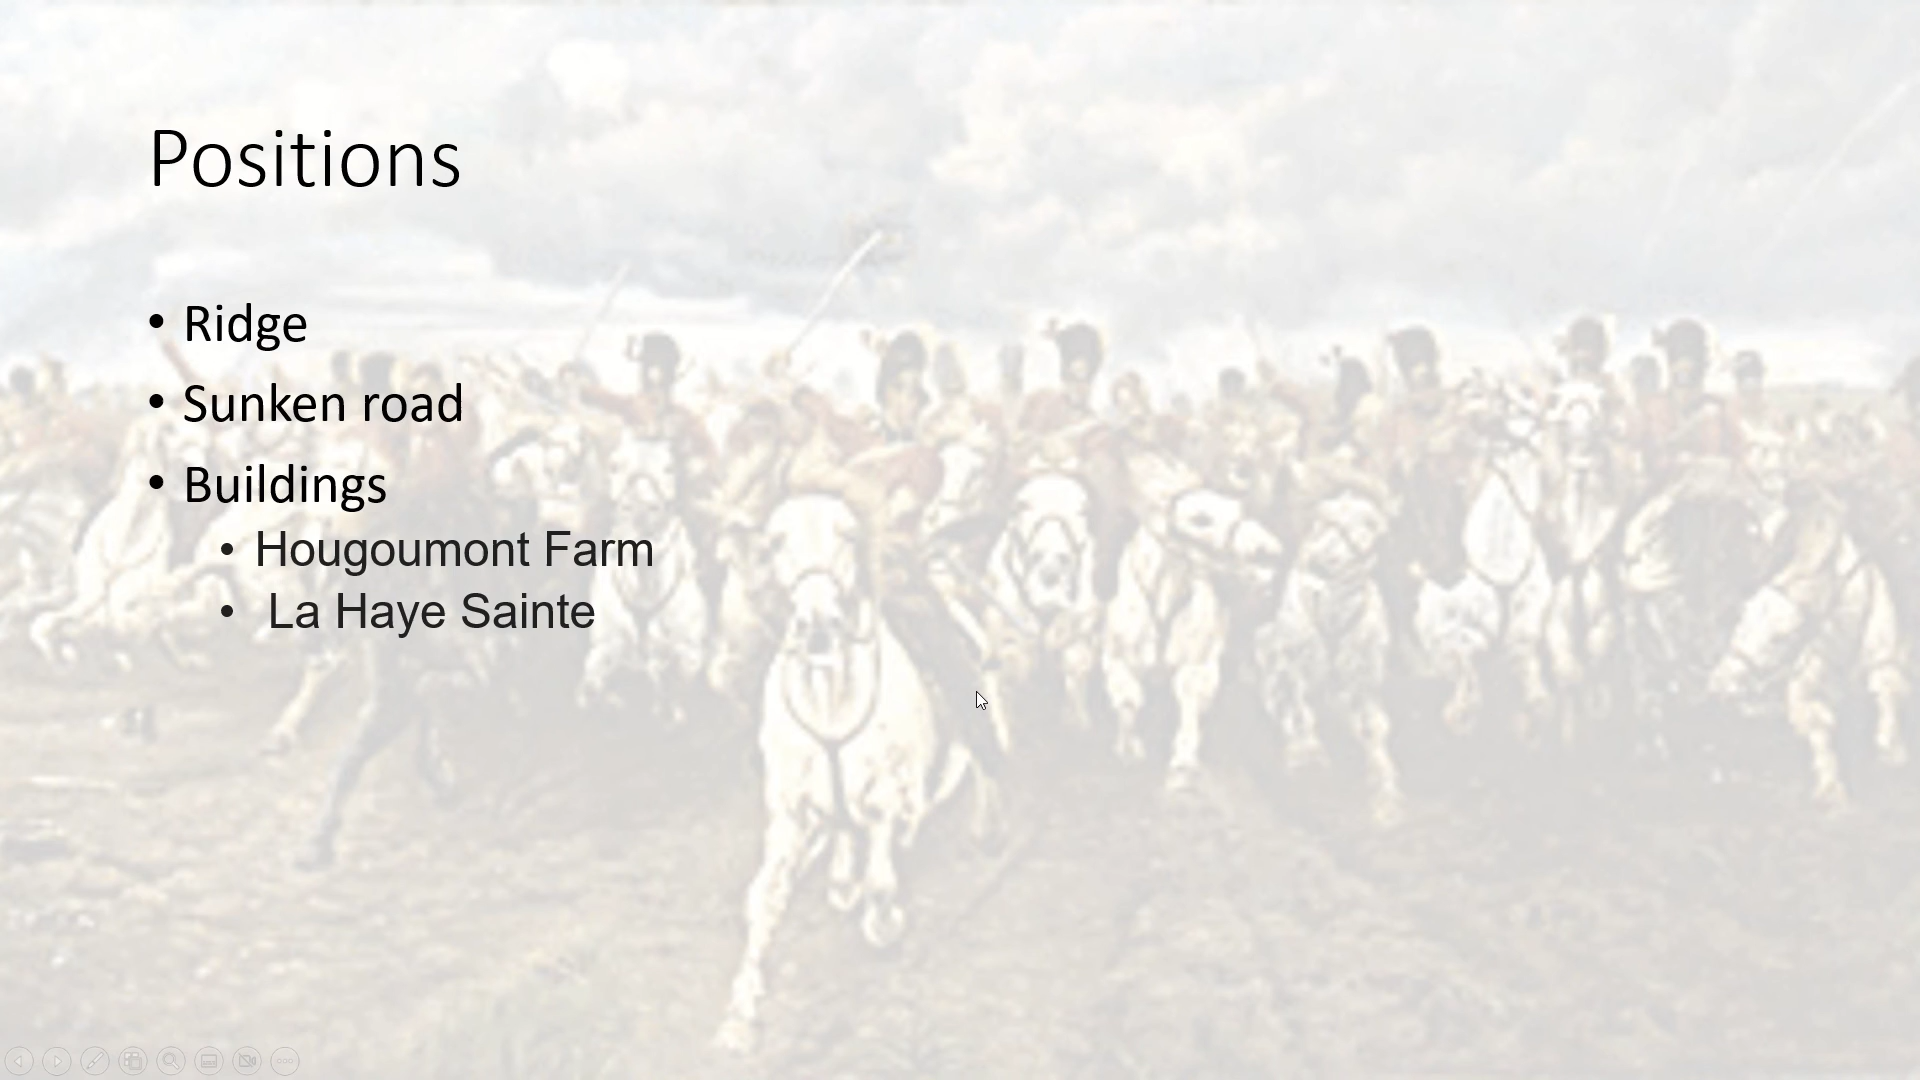 Positions
• Ridge
• Sunken road
• Buildings
• Hougoumont Farm
• La Haye Sainte